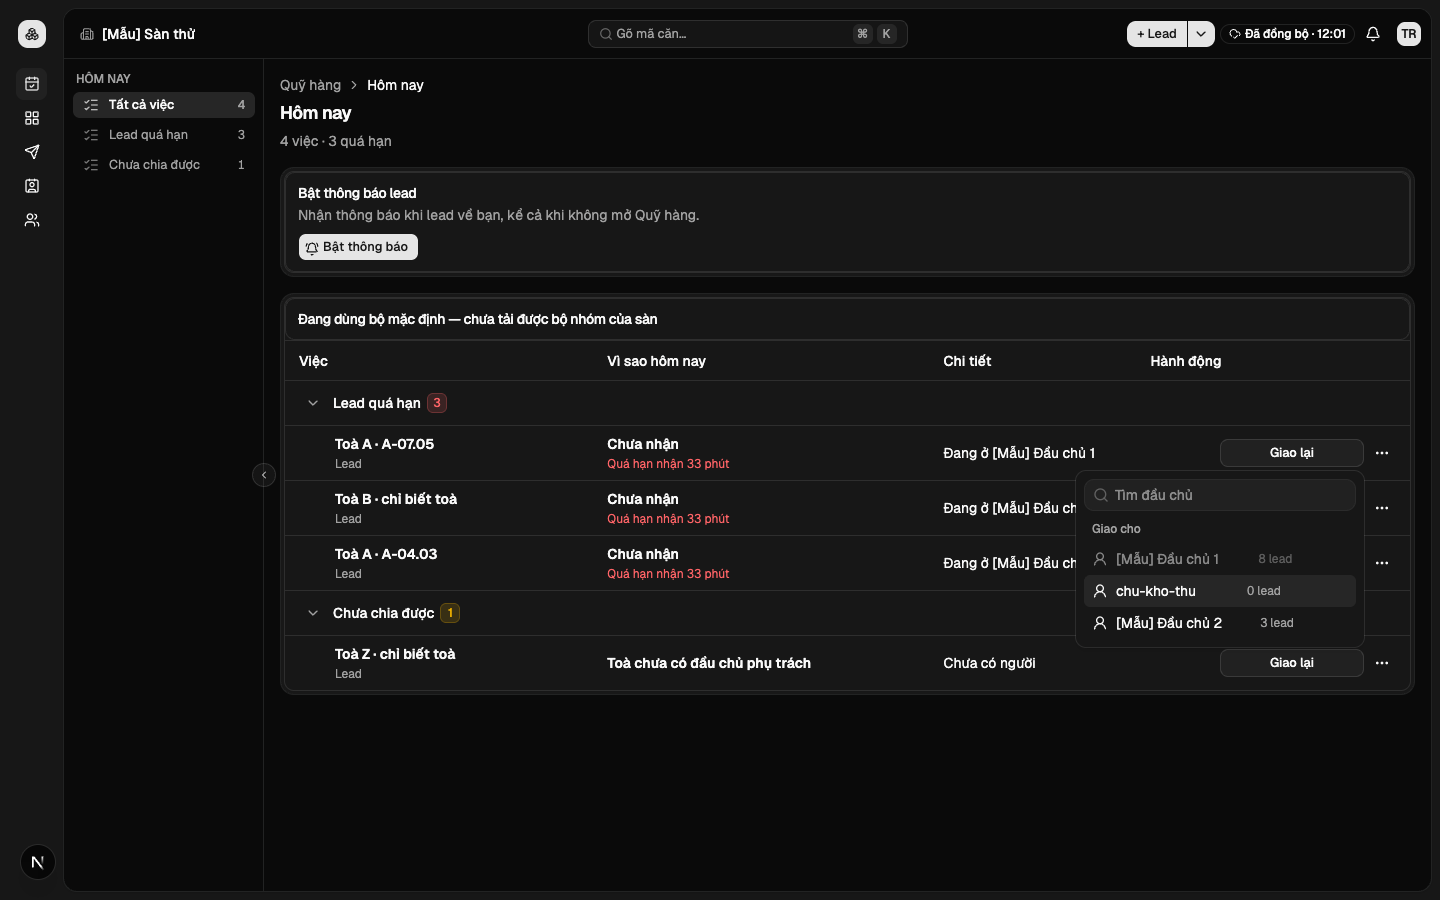 [Mẫu] Sàn thử
Gõ mã căn...
⌘ K
+ Lead
Đã đồng bộ · 12:01
TR
HÔM NAY
Tất cả việc 4
Lead quá hạn 3
Chưa chia được 1
Quỹ hàng > Hôm nay
Hôm nay
4 việc · 3 quá hạn
Bật thông báo lead
Nhận thông báo khi lead về bạn, kể cả khi không mở Quỹ hàng.
Bật thông báo
Đang dùng bộ mặc định — chưa tải được bộ nhóm của sàn
Việc Vì sao hôm nay Chi tiết Hành động
Lead quá hạn 3
Toà A · A-07.05
Lead
Chưa nhận
Quá hạn nhận 33 phút
Đang ở [Mẫu] Đầu chủ 1
Giao lại
Toà B · chỉ biết toà
Lead
Chưa nhận
Quá hạn nhận 33 phút
Đang ở [Mẫu] Đầu ch
Toà A · A-04.03
Lead
Chưa nhận
Quá hạn nhận 33 phút
Đang ở [Mẫu] Đầu ch
Tìm đầu chủ
Giao cho
[Mẫu] Đầu chủ 1 8 lead
chu-kho-thu 0 lead
[Mẫu] Đầu chủ 2 3 lead
Chưa chia được 1
Toà Z · chỉ biết toà
Lead
Toà chưa có đầu chủ phụ trách
Chưa có người
Giao lại
N